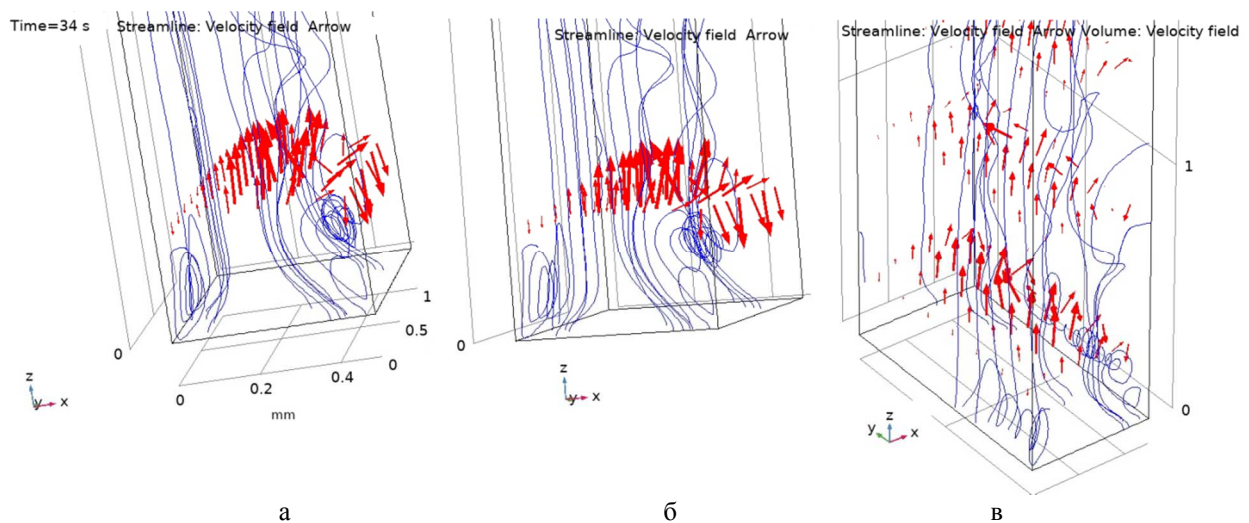 Time=34 s Streamline: Velocity field Arrow
1
0.5
0
0
0.2
0.4
0
mm
z
y x
а
Streamline: Velocity field Arrow
0
z
y x
б
Streamline: Velocity field Arrow Volume: Velocity field
1
0
y z x
в